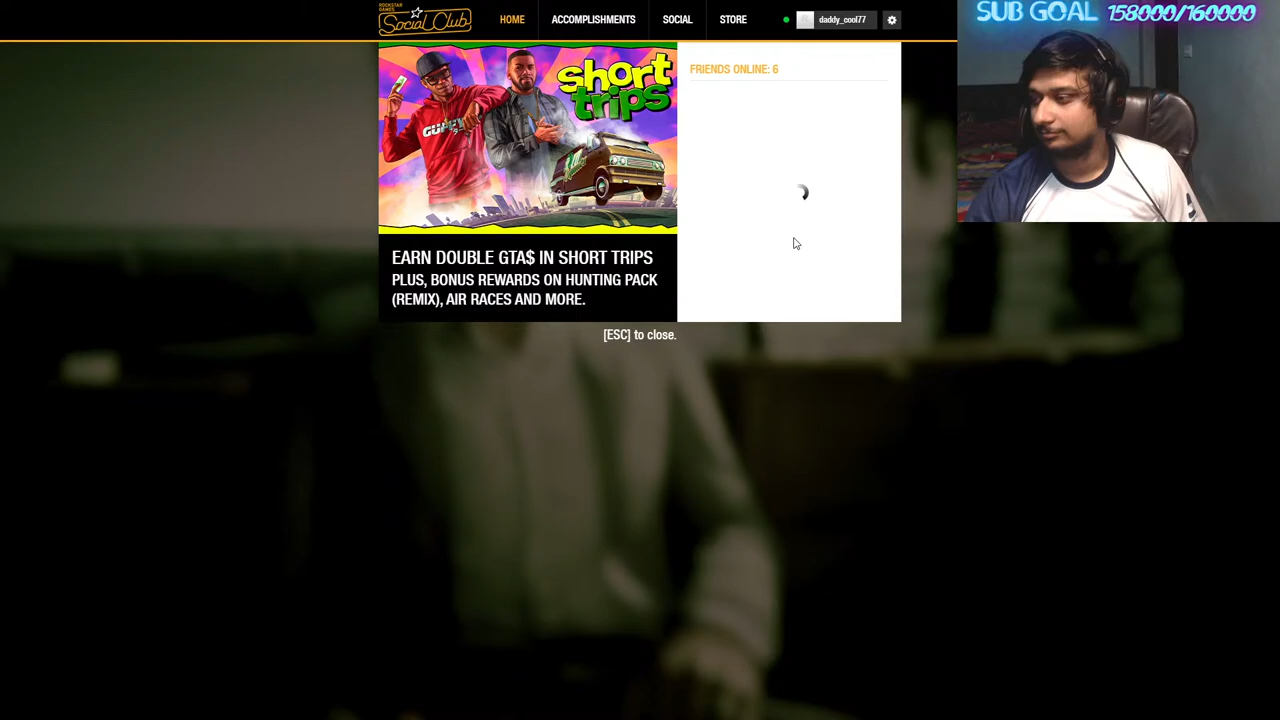 ROCKSTAR GAMES
Social Club
HOME
ACCOMPLISHMENTS
SOCIAL
STORE
daddy_cool77
SUB GOAL 158000/160000
short trips
GUFFY
FRIENDS ONLINE: 6
EARN DOUBLE GTA$ IN SHORT TRIPS
PLUS, BONUS REWARDS ON HUNTING PACK
(REMIX), AIR RACES AND MORE.
[ESC] to close.